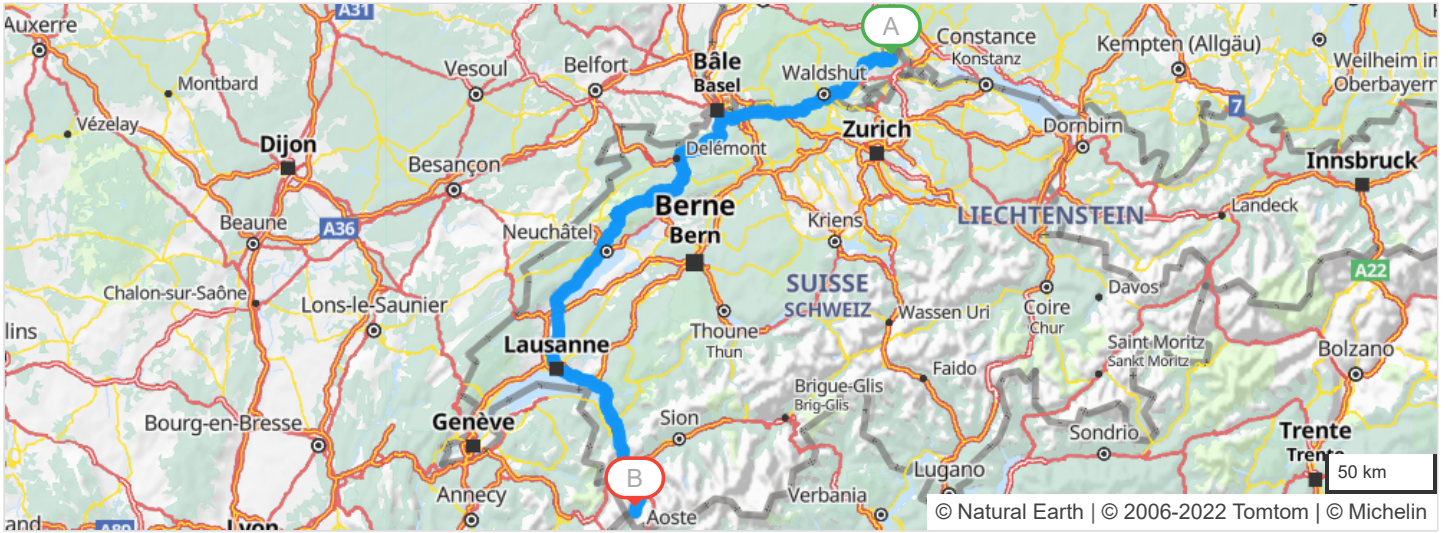 A31
Auxerre
A
Constance
Konstanz
Kempten (Allgäu)
Weilheim in
Oberbayern
Bâle
Basel
Belfort
Vesoul
Waldshut
Montbard
7
Vézelay
Zurich
Dornbirn
Dijon
Delémont
Besançon
Innsbruck
Berne
Bern
Landeck
LIECHTENSTEIN
Kriens
Beaune
A36
Neuchâtel
A22
SUISSE
SCHWEIZ
Davos
Chalon-sur-Saône
Lons-le-Saunier
Coire
Chur
Wassen Uri
Thoune
Thun
lins
Lausanne
Saint Moritz
Sankt Moritz
Bolzano
Faido
Brigue-Glis
Brig-Glis
Bourg-en-Bresse
Genève
Sion
Sondrio
Trente
Trento
50 km
B
Lugano
Annecy
Verbania
Aoste
© Natural Earth | © 2006-2022 Tomtom | © Michelin
and
A89
Lyon